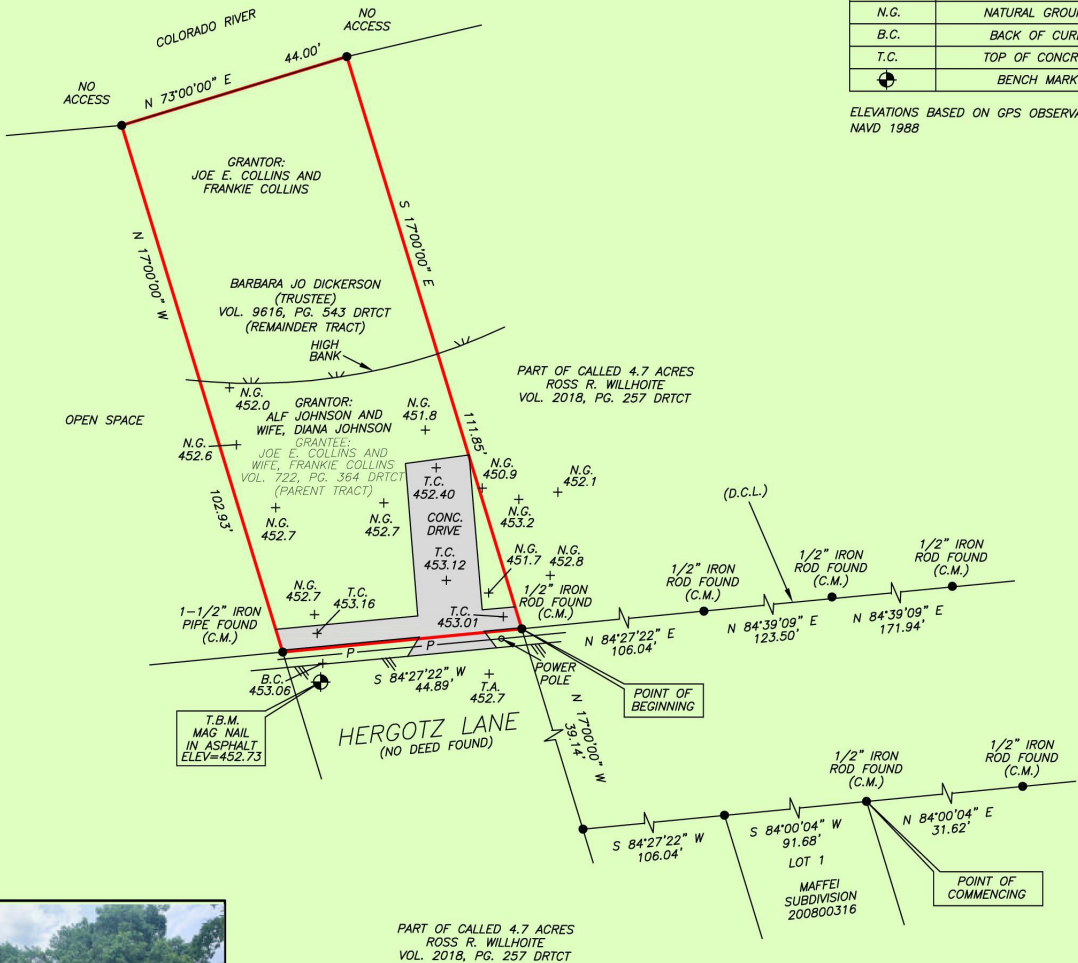 COLORADO RIVER
NO
ACCESS
44.00'
N 73°00'00" E
NO
ACCESS
N.G.
B.C.
BACK OF
T.C.
TOP OF
BENCH MARK
ELEVATIONS BASED ON GPS
NAVD 1988
GRANTOR:
JOE E. COLLINS AND
FRANKIE COLLINS
S 17°00'00" E
N 17°00'00" W
BARBARA JO DICKERSON
(TRUSTEE)
VOL. 9616, PG. 543 DRTCT
(REMAINDER TRACT)
HIGH
BANK
PART OF CALLED 4.7 ACRES
ROSS R. WILLHOITE
VOL. 2018, PG. 257 DRTCT
OPEN SPACE
N.G.
452.0
GRANTOR:
ALF JOHNSON AND
WIFE, DIANA JOHNSON
GRANTEE:
JOE E. COLLINS AND
WIFE, FRANKIE COLLINS
VOL. 722, PG. 364 DRTCT
(PARENT TRACT)
N.G.
451.8
111.85'
N.G.
452.6
102.93'
N.G.
450.9
N.G.
452.1
N.G.
453.2
T.C.
452.40
CONC.
DRIVE
T.C.
453.12
N.G.
452.7
N.G.
452.7
N.G.
451.7
N.G.
452.8
(D.C.L.)
1/2" IRON
ROD FOUND
(C.M.)
1/2" IRON
ROD FOUND
(C.M.)
1/2" IRON
ROD FOUND
(C.M.)
1/2" IRON
ROD FOUND
(C.M.)
N.G.
452.7
T.C.
453.16
T.C.
453.01
1-1/2" IRON
PIPE FOUND
(C.M.)
N 84°27'22" E
106.04'
N 84°39'09" E
123.50'
N 84°39'09" E
171.94'
P
P
POWER
POLE
S 84°27'22" W
44.89'
B.C.
453.06
T.A.
452.7
POINT OF
BEGINNING
T.B.M.
MAG NAIL
IN ASPHALT
ELEV=452.73
HERGOTZ LANE
(NO DEED FOUND)
N 17°00'00" W
39.14'
1/2" IRON
ROD FOUND
(C.M.)
1/2" IRON
ROD FOUND
(C.M.)
S 84°27'22" W
106.04'
S 84°00'04" W
91.68'
N 84°00'04" E
31.62'
LOT 1
MAFFEI
SUBDIVISION
200800316
POINT OF
COMMENCING
PART OF CALLED 4.7 ACRES
ROSS R. WILLHOITE
VOL. 2018, PG. 257 DRTCT